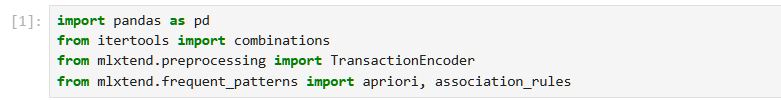 [1]: import pandas as pd
from itertools import combinations
from mlxtend.preprocessing import TransactionEncoder
from mlxtend.frequent_patterns import apriori, association_rules